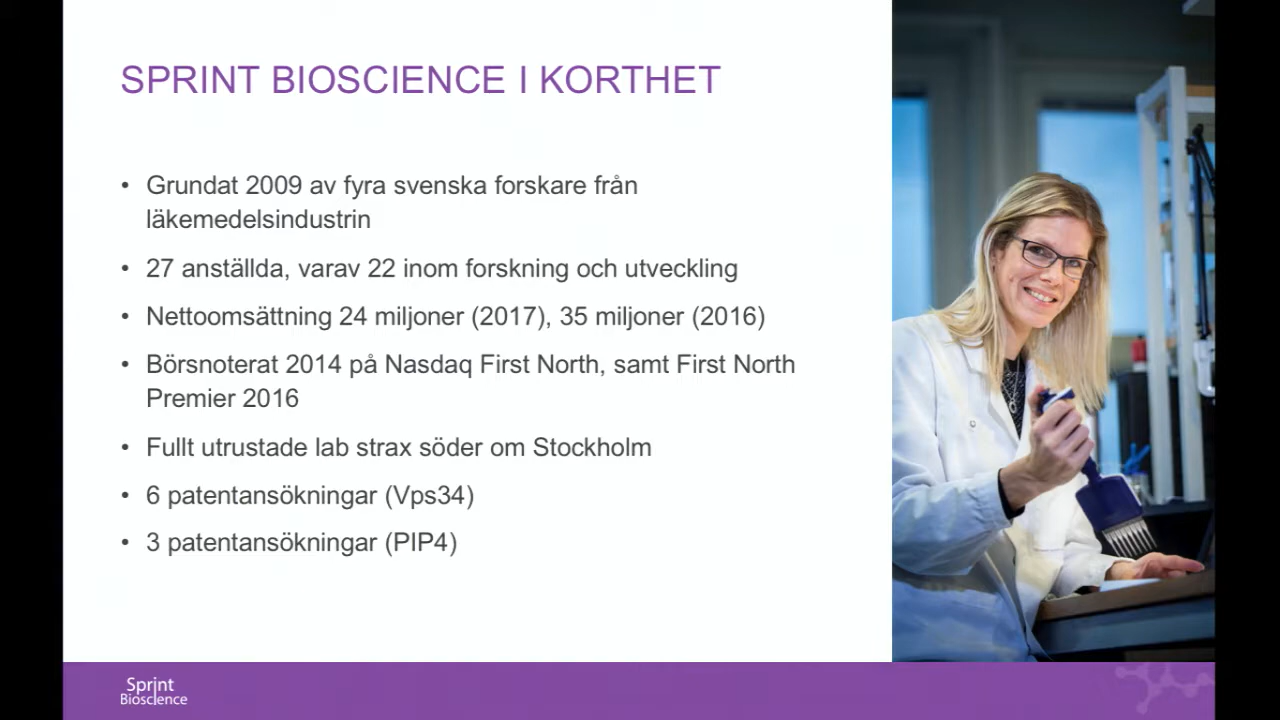 SPRINT BIOSCIENCE I KORTHET
• Grundat 2009 av fyra svenska forskare från
läkemedelsindustrin
• 27 anställda, varav 22 inom forskning och utveckling
• Nettoomsättning 24 miljoner (2017), 35 miljoner (2016)
• Börsnoterat 2014 på Nasdaq First North, samt First North
Premier 2016
• Fullt utrustade lab strax söder om Stockholm
• 6 patentansökningar (Vps34)
• 3 patentansökningar (PIP4)
Sprint
Bioscience